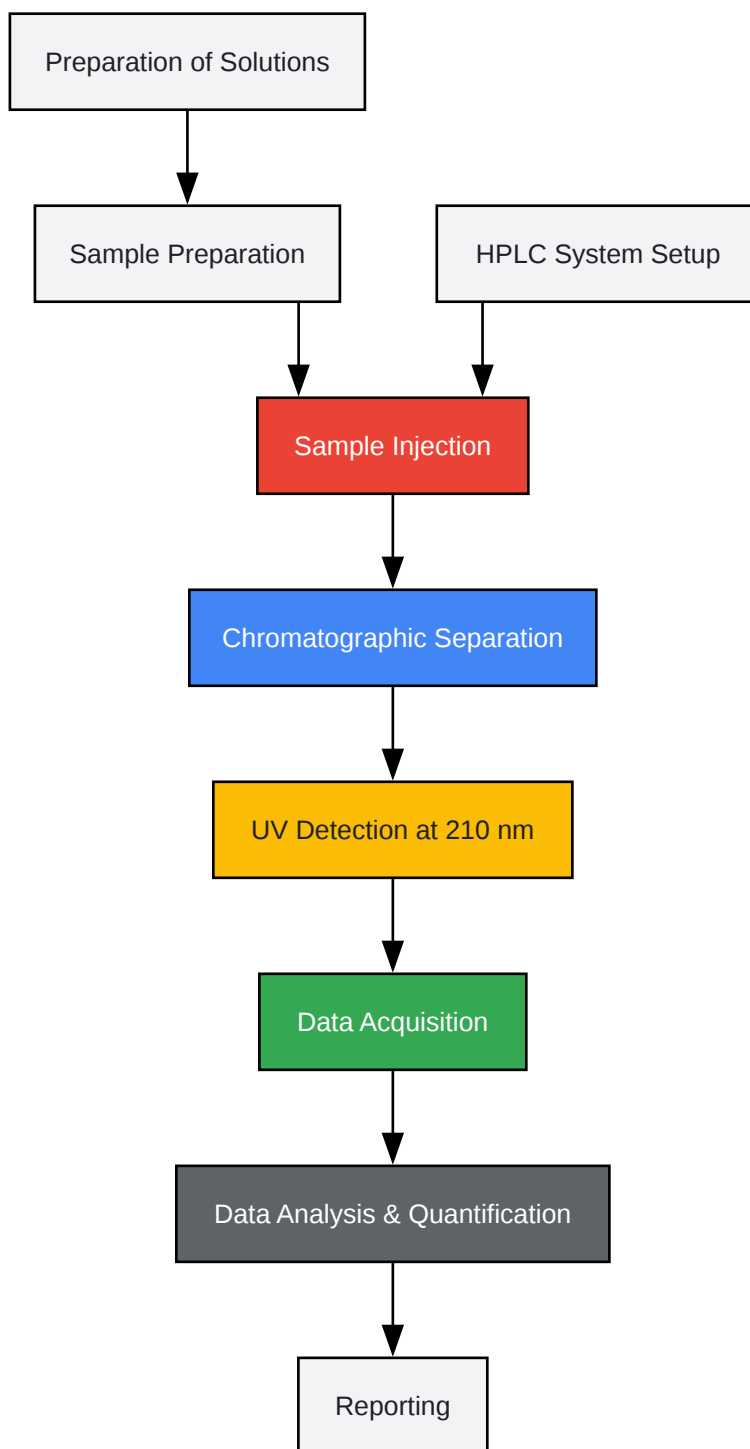 Preparation of Solutions
Sample Preparation
HPLC System Setup
Sample Injection
Chromatographic Separation
UV Detection at 210 nm
Data Acquisition
Data Analysis & Quantification
Reporting